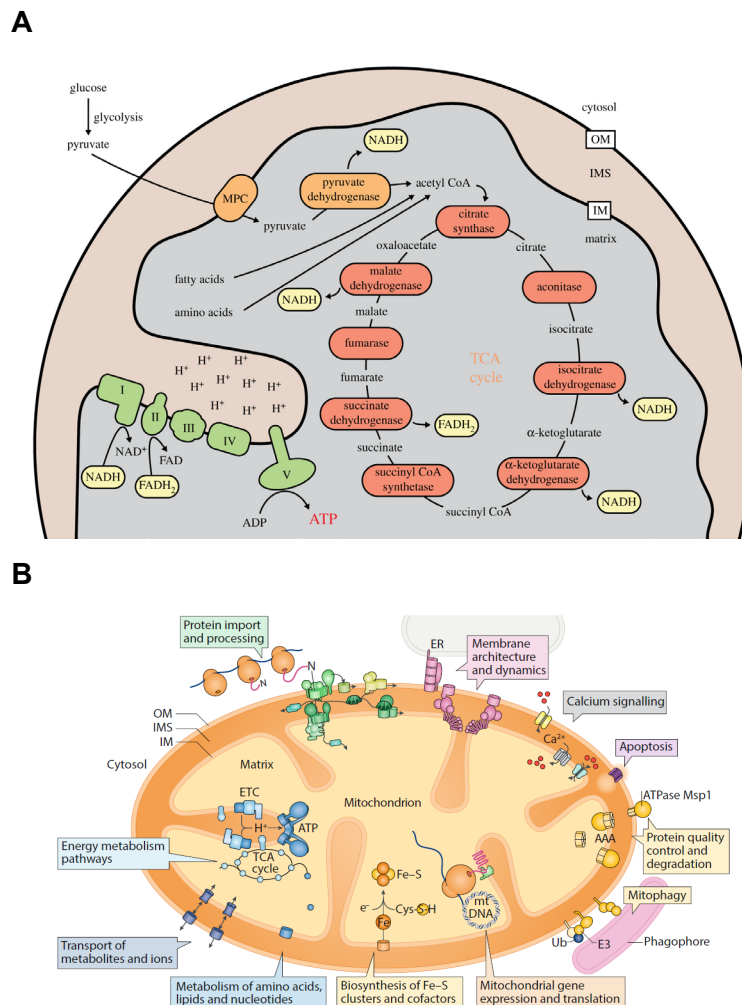 A
glucose
glycolysis
pyruvate
MPC
pyruvate
pyruvate
dehydrogenase
NADH
acetyl CoA
cytosol
OM
IMS
IM
matrix
citrate
synthase
oxaloacetate
citrate
fatty acids
amino acids
malate
dehydrogenase
NADH
malate
aconitase
isocitrate
fumarase
fumarate
TCA
cycle
isocitrate
dehydrogenase
NADH
succinate
dehydrogenase
FADH₂
succinate
α-ketoglutarate
succinyl CoA
synthetase
α-ketoglutarate
dehydrogenase
NADH
succinyl CoA
H⁺ H⁺ H⁺
H⁺ H⁺ H⁺ H⁺
H⁺ H⁺ H⁺
H⁺ H⁺
I
II
III
IV
V
NAD⁺
FAD
NADH
FADH₂
ADP
ATP
B
Protein import
and processing
N
N
ER
Membrane
architecture
and dynamics
Calcium signalling
Ca²⁺
Apoptosis
OM
IMS
IM
Cytosol
Matrix
Mitochondrion
ATPase Msp1
AAA
Protein quality
control and
degradation
ETC
H⁺
ATP
TCA
cycle
Energy metabolism
pathways
Fe–S
e⁻
Cys
S
H
Fe
mt
DNA
Mitophagy
Ub
E3
Phagophore
Transport of
metabolites and ions
Metabolism of amino acids,
lipids and nucleotides
Biosynthesis of Fe–S
clusters and cofactors
Mitochondrial gene
expression and translation